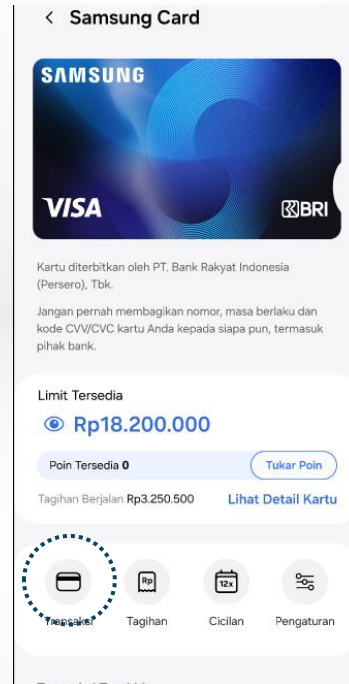 < Samsung Card
SAMSUNG
VISA
BRI
Kartu diterbitkan oleh PT. Bank Rakyat Indonesia
(Persero), Tbk.
Jangan pernah membagikan nomor, masa berlaku dan
kode CVV/CVC kartu Anda kepada siapa pun, termasuk
pihak bank.
Limit Tersedia
Rp18.200.000
Poin Tersedia 0
Tukar Poin
Tagihan Berjalan Rp3.250.500
Lihat Detail Kartu
Rp
12x
Transaksi
Tagihan
Cicilan
Pengaturan